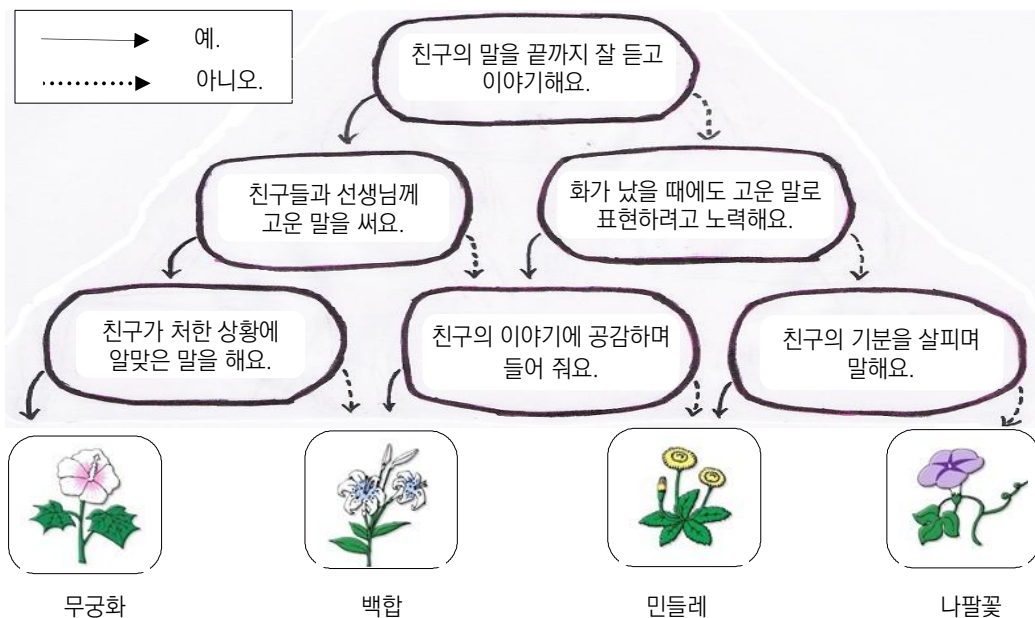 예.
아니오.
친구의 말을 끝까지 잘 듣고
이야기해요.
친구들과 선생님께
고운 말을 써요.
화가 났을 때에도 고운 말로
표현하려고 노력해요.
친구가 처한 상황에
알맞은 말을 해요.
친구의 이야기에 공감하며
들어 줘요.
친구의 기분을 살피며
말해요.
무궁화
백합
민들레
나팔꽃